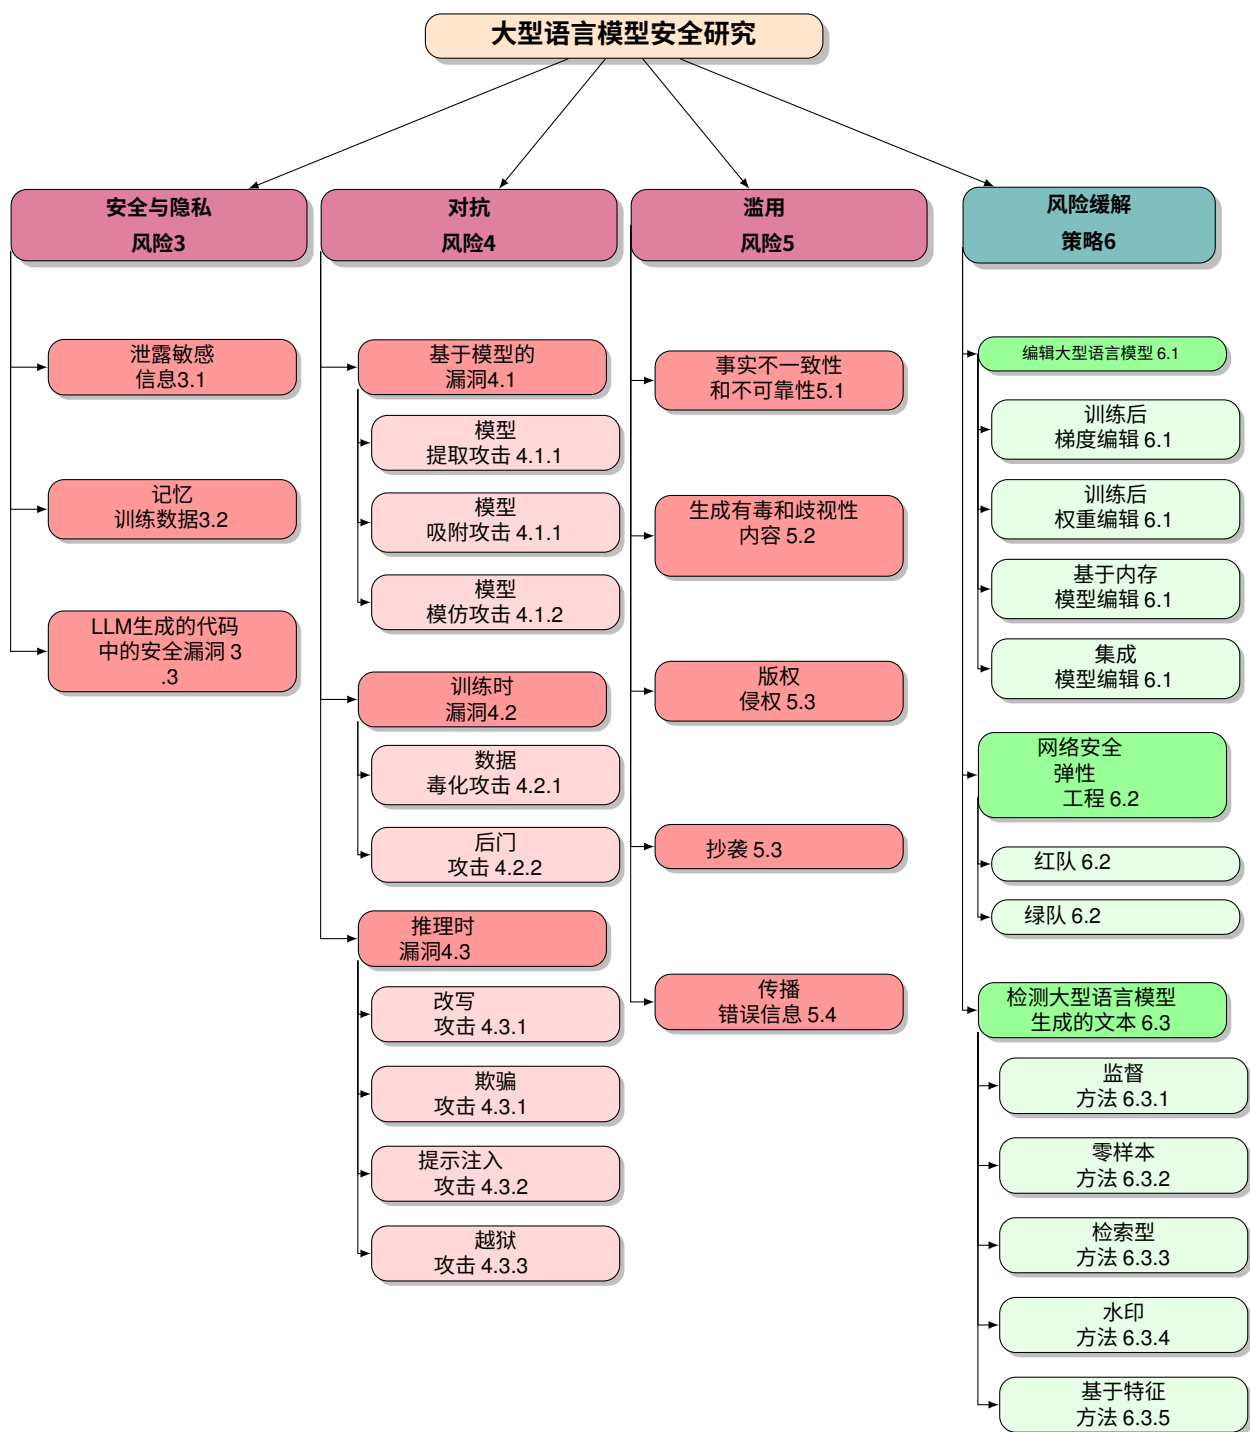 大型语言模型安全研究
安全与隐私
风险3
泄露敏感
信息3.1
记忆
训练数据3.2
LLM生成的代码
中的安全漏洞 3
.3
对抗
风险4
基于模型的
漏洞4.1
模型
提取攻击 4.1.1
模型
吸附攻击 4.1.1
模型
模仿攻击 4.1.2
训练时
漏洞4.2
数据
毒化攻击 4.2.1
后门
攻击 4.2.2
推理时
漏洞4.3
改写
攻击 4.3.1
欺骗
攻击 4.3.1
提示注入
攻击 4.3.2
越狱
攻击 4.3.3
滥用
风险5
事实不一致性
和不可靠性5.1
生成有毒和歧视性
内容 5.2
版权
侵权 5.3
抄袭 5.3
传播
错误信息 5.4
风险缓解
策略6
编辑大型语言模型 6.1
训练后
梯度编辑 6.1
训练后
权重编辑 6.1
基于内存
模型编辑 6.1
集成
模型编辑 6.1
网络安全
弹性
工程 6.2
红队 6.2
绿队 6.2
检测大型语言模型
生成的文本 6.3
监督
方法 6.3.1
零样本
方法 6.3.2
检索型
方法 6.3.3
水印
方法 6.3.4
基于特征
方法 6.3.5